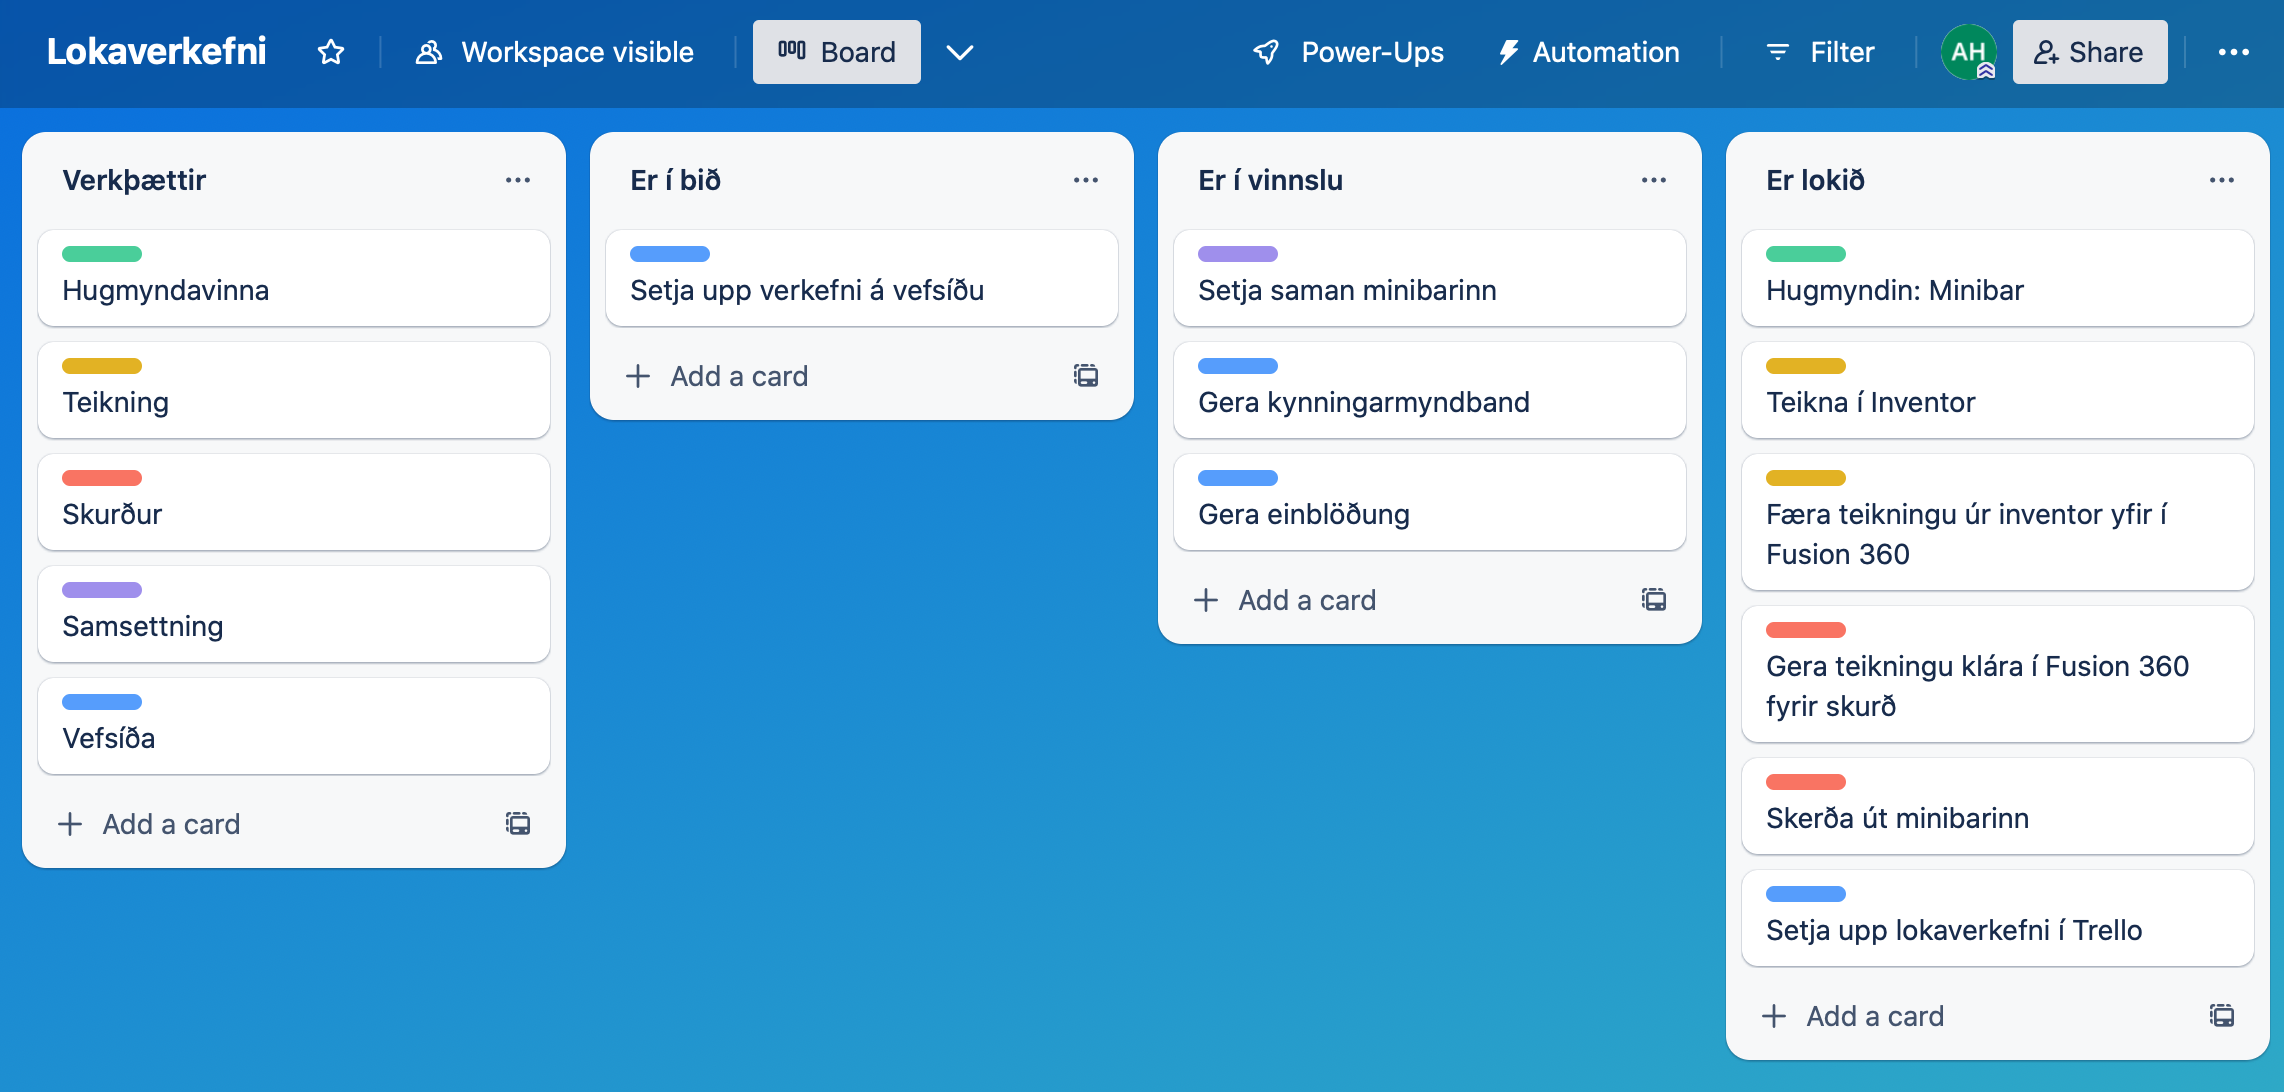 Lokaverkefni
Workspace visible
Board
Power-Ups
Automation
Filter
AH
Share
Verkþættir
Hugmyndavinna
Teikning
Skurður
Samsettning
Vefsíða
Add a card
Er í bið
Setja upp verkefni á vefsíðu
Add a card
Er í vinnslu
Setja saman minibarinn
Gera kynningarmyndband
Gera einblöðung
Add a card
Er lokið
Hugmyndin: Minibar
Teikna í Inventor
Færa teikningu úr inventor yfir í
Fusion 360
Gera teikningu klára í Fusion 360
fyrir skurð
Skerða út minibarinn
Setja upp lokaverkefni í Trello
Add a card